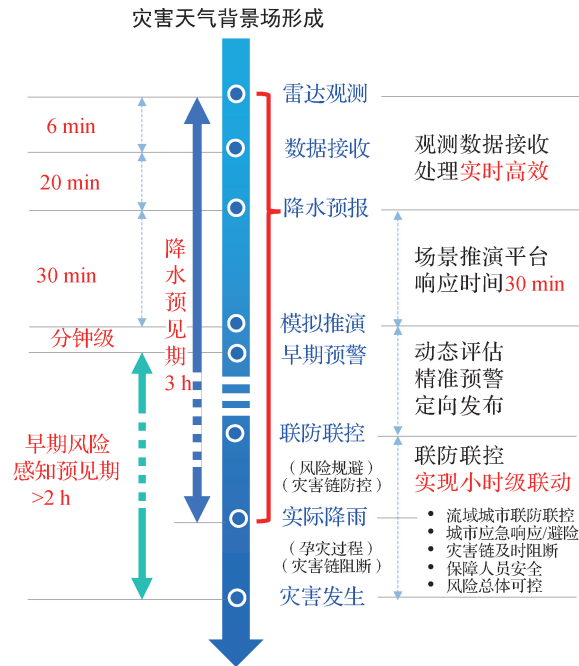 灾害天气背景场形成
雷达观测
6 min
数据接收
观测数据接收
处理实时高效
20 min
降水预报
降水预见期
3 h
30 min
场景推演平台
响应时间30 min
模拟推演
分钟级
早期预警
动态评估
精准预警
定向发布
早期风险
感知预见期
>2 h
联防联控
（风险规避）
（灾害链防控）
联防联控
实现小时级联动
实际降雨
（孕灾过程）
（灾害链阻断）
• 流域城市联防联控
• 城市应急响应/避险
• 灾害链及时阻断
• 保障人员安全
• 风险总体可控
灾害发生